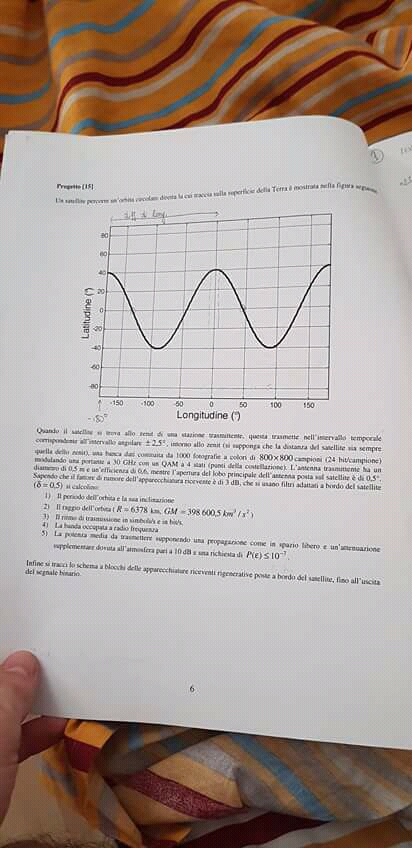 Progetto [15]
Un satellite percorre un'orbita circolare diretta la cui traccia sulla superficie della Terra è mostrata nella figura seguente
diff di long
80
60
40
20
0
-20
-40
-60
-80
Latitudine (°)
-150 -100 -50 0 50 100 150
Longitudine (°)
-180°
Quando il satellite si trova allo zenit di una stazione trasmittente, questa trasmette nell'intervallo temporale
corrispondente all'intervallo angolare ± 2,5°, intorno allo zenit (si supponga che la distanza del satellite sia sempre
quella dello zenit), una banca dati costituita da 1000 fotografie a colori di 800×800 campioni (24 bit/campione)
modulando una portante a 30 GHz con un QAM a 4 stati (punti della costellazione). L'antenna trasmittente ha un
diametro di 0,5 m e un'efficienza di 0,6, mentre l'apertura del lobo principale dell'antenna posta sul satellite è di 0,5°.
Sapendo che il fattore di rumore dell'apparecchiatura ricevente è di 3 dB, che si usano filtri adattati a bordo del satellite
(δ = 0,5) si calcolino:
1) Il periodo dell'orbita e la sua inclinazione
2) Il raggio dell'orbita ( R = 6378 km, GM = 398 600,5 km³ / s² )
3) Il ritmo di trasmissione in simboli/s e in bit/s.
4) La banda occupata a radio frequenza
5) La potenza media da trasmettere supponendo una propagazione come in spazio libero e un'attenuazione
supplementare dovuta all'atmosfera pari a 10 dB e una richiesta di P(ε) ≤ 10⁻⁷.
Infine si tracci lo schema a blocchi delle apparecchiature riceventi rigenerative poste a bordo del satellite, fino all'uscita
del segnale binario.
6